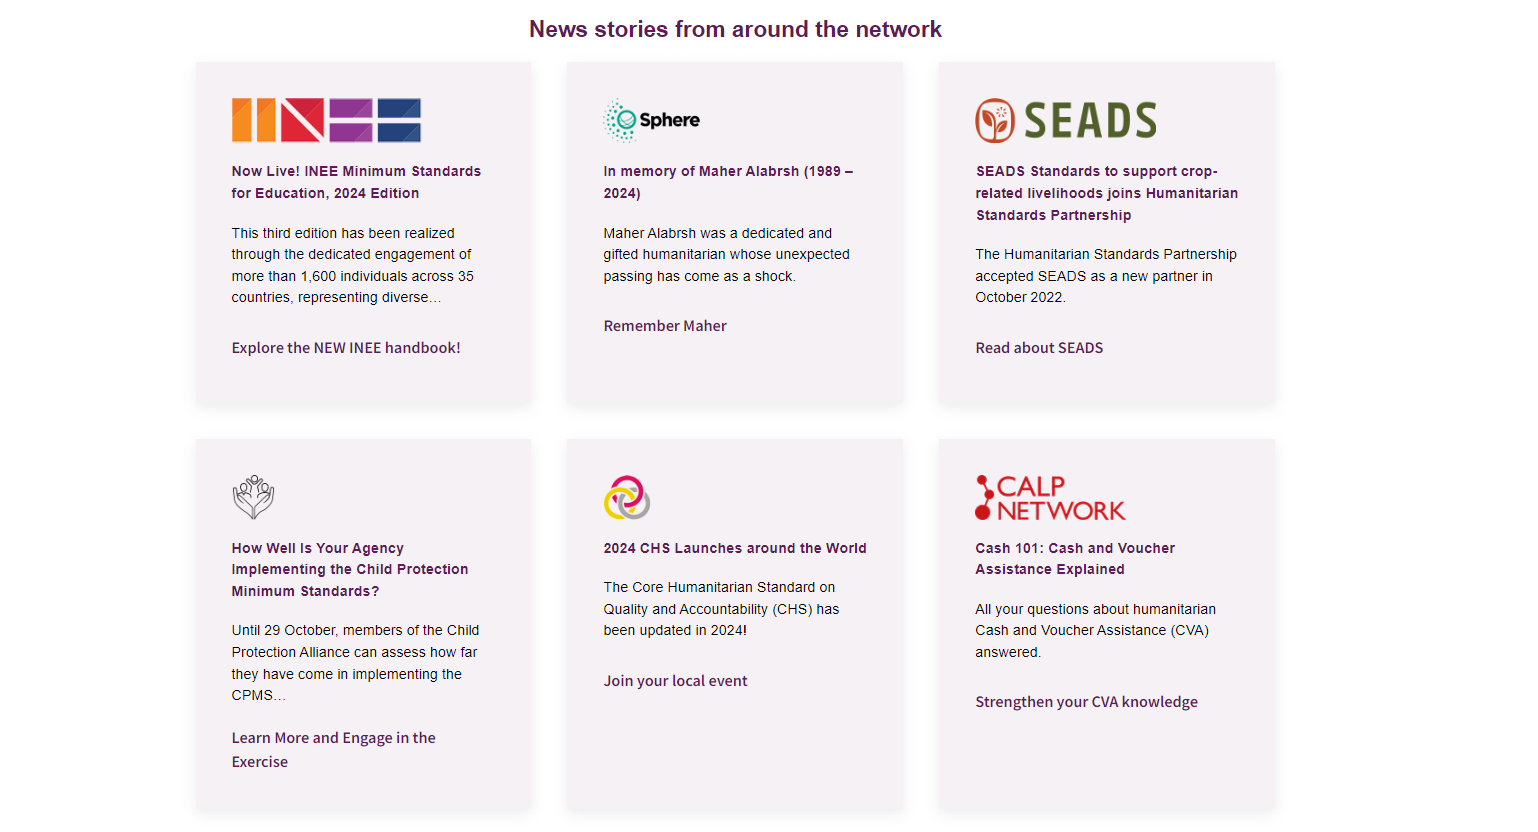 News stories from around the network
INEE
Now Live! INEE Minimum Standards
for Education, 2024 Edition
This third edition has been realized
through the dedicated engagement of
more than 1,600 individuals across 35
countries, representing diverse…
Explore the NEW INEE handbook!
Sphere
In memory of Maher Alabrsh (1989 –
2024)
Maher Alabrsh was a dedicated and
gifted humanitarian whose unexpected
passing has come as a shock.
Remember Maher
SEADS
SEADS Standards to support crop-
related livelihoods joins Humanitarian
Standards Partnership
The Humanitarian Standards Partnership
accepted SEADS as a new partner in
October 2022.
Read about SEADS
How Well Is Your Agency
Implementing the Child Protection
Minimum Standards?
Until 29 October, members of the Child
Protection Alliance can assess how far
they have come in implementing the
CPMS…
Learn More and Engage in the
Exercise
2024 CHS Launches around the World
The Core Humanitarian Standard on
Quality and Accountability (CHS) has
been updated in 2024!
Join your local event
CALP
NETWORK
Cash 101: Cash and Voucher
Assistance Explained
All your questions about humanitarian
Cash and Voucher Assistance (CVA)
answered.
Strengthen your CVA knowledge